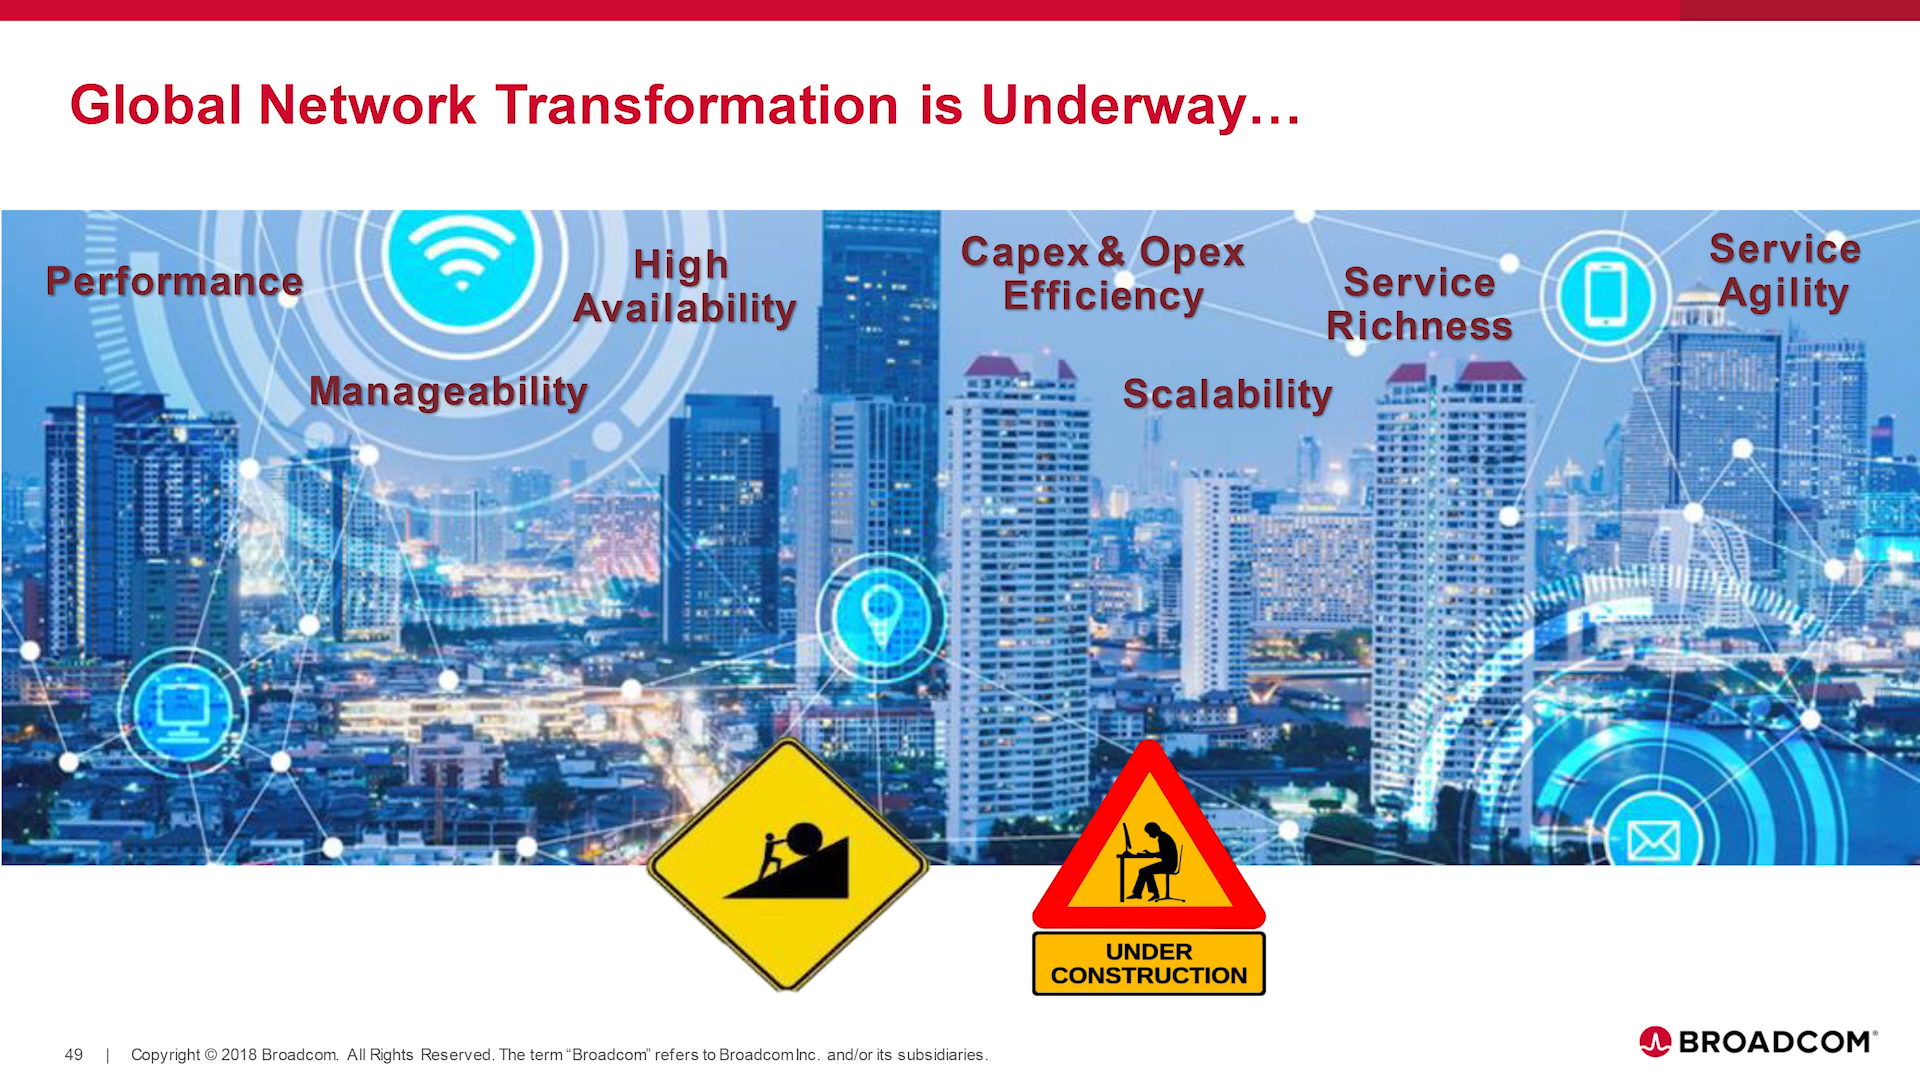 Global Network Transformation is Underway…
Performance
Manageability
High
Availability
Capex & Opex
Efficiency
Scalability
Service
Richness
Service
Agility
UNDER
CONSTRUCTION
49 | Copyright © 2018 Broadcom. All Rights Reserved. The term “Broadcom” refers to Broadcom Inc. and/or its subsidiaries.
BROADCOM®